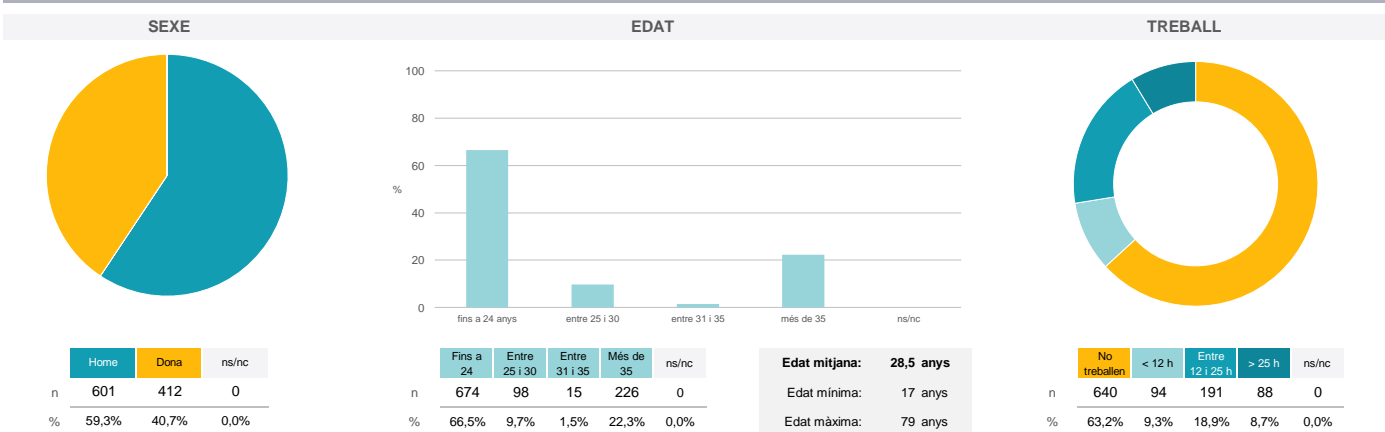 SEXE EDAT TREBALL
100
80
60
%
40
20
0
fins a 24 anys entre 25 i 30 entre 31 i 35 més de 35 ns/nc
Home Dona ns/nc
n 601 412 0
% 59,3% 40,7% 0,0%
Fins a 24 Entre 25 i 30 Entre 31 i 35 Més de 35 ns/nc
n 674 98 15 226 0
% 66,5% 9,7% 1,5% 22,3% 0,0%
Edat mitjana: 28,5 anys
Edat mínima: 17 anys
Edat màxima: 79 anys
No treballen < 12 h Entre 12 i 25 h > 25 h ns/nc
n 640 94 191 88 0
% 63,2% 9,3% 18,9% 8,7% 0,0%